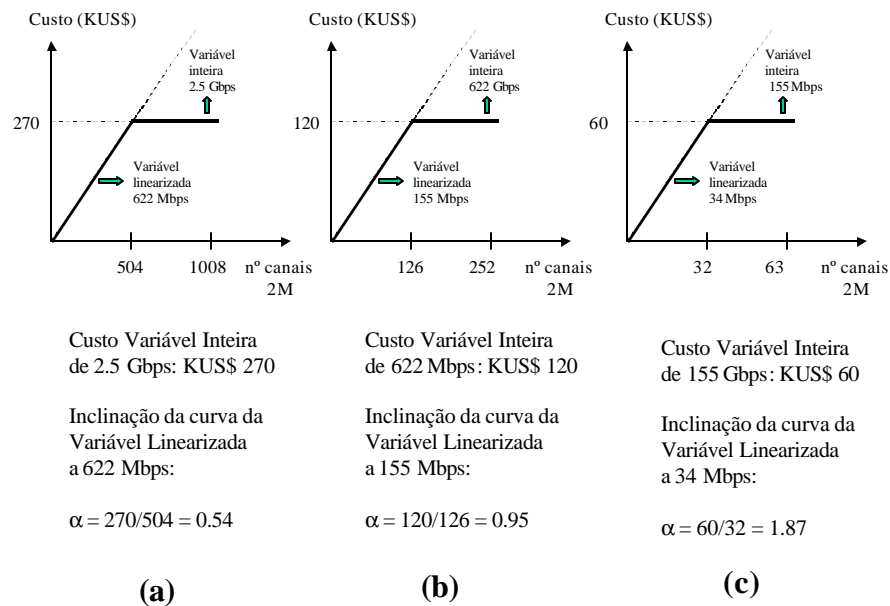 Custo (KUS$)
Variável
inteira
2.5 Gbps
270
Variável
linearizada
622 Mbps
504
1008
nº canais
2M
Custo Variável Inteira
de 2.5 Gbps: KUS$ 270
Inclinação da curva da
Variável Linearizada
a 622 Mbps:
α = 270/504 = 0.54
(a)
Custo (KUS$)
Variável
inteira
622 Gbps
120
Variável
linearizada
155 Mbps
126
252
nº canais
2M
Custo Variável Inteira
de 622 Mbps: KUS$ 120
Inclinação da curva da
Variável Linearizada
a 155 Mbps:
α = 120/126 = 0.95
(b)
Custo (KUS$)
Variável
inteira
155 Mbps
60
Variável
linearizada
34 Mbps
32
63
nº canais
2M
Custo Variável Inteira
de 155 Gbps: KUS$ 60
Inclinação da curva da
Variável Linearizada
a 34 Mbps:
α = 60/32 = 1.87
(c)